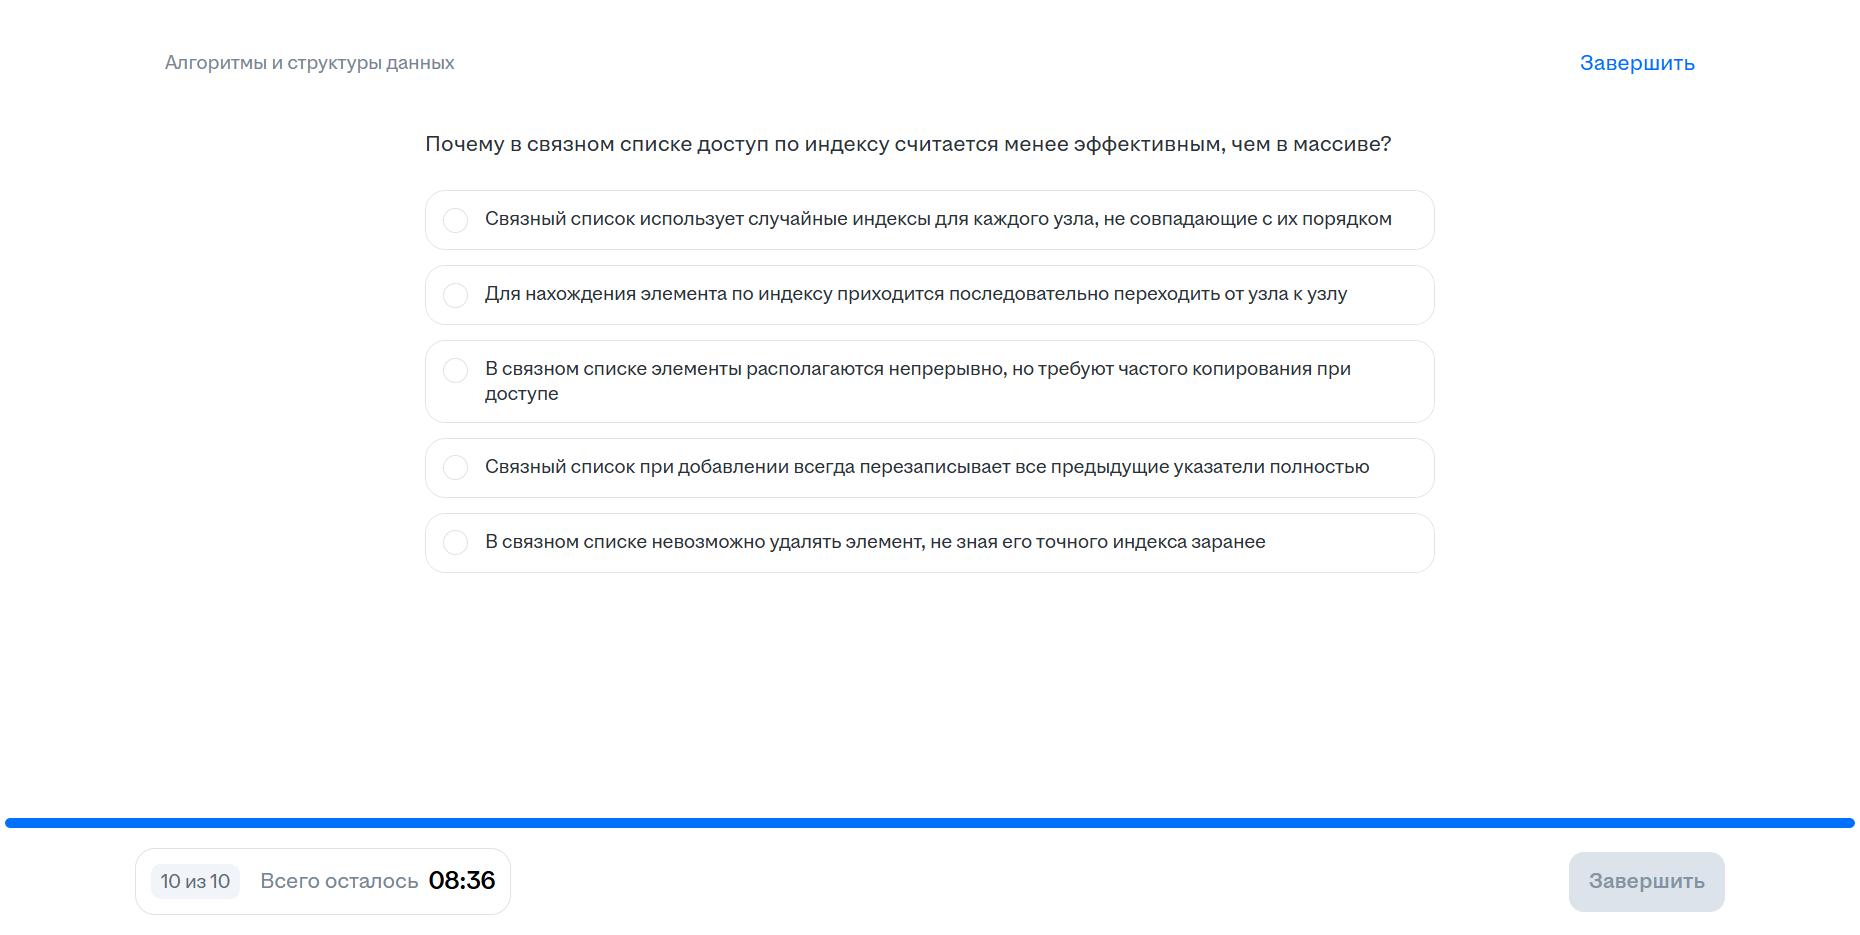 Алгоритмы и структуры данных
Завершить
Почему в связном списке доступ по индексу считается менее эффективным, чем в массиве?
Связный список использует случайные индексы для каждого узла, не совпадающие с их порядком
Для нахождения элемента по индексу приходится последовательно переходить от узла к узлу
В связном списке элементы располагаются непрерывно, но требуют частого копирования при
доступе
Связный список при добавлении всегда перезаписывает все предыдущие указатели полностью
В связном списке невозможно удалять элемент, не зная его точного индекса заранее
10 из 10 Всего осталось 08:36
Завершить